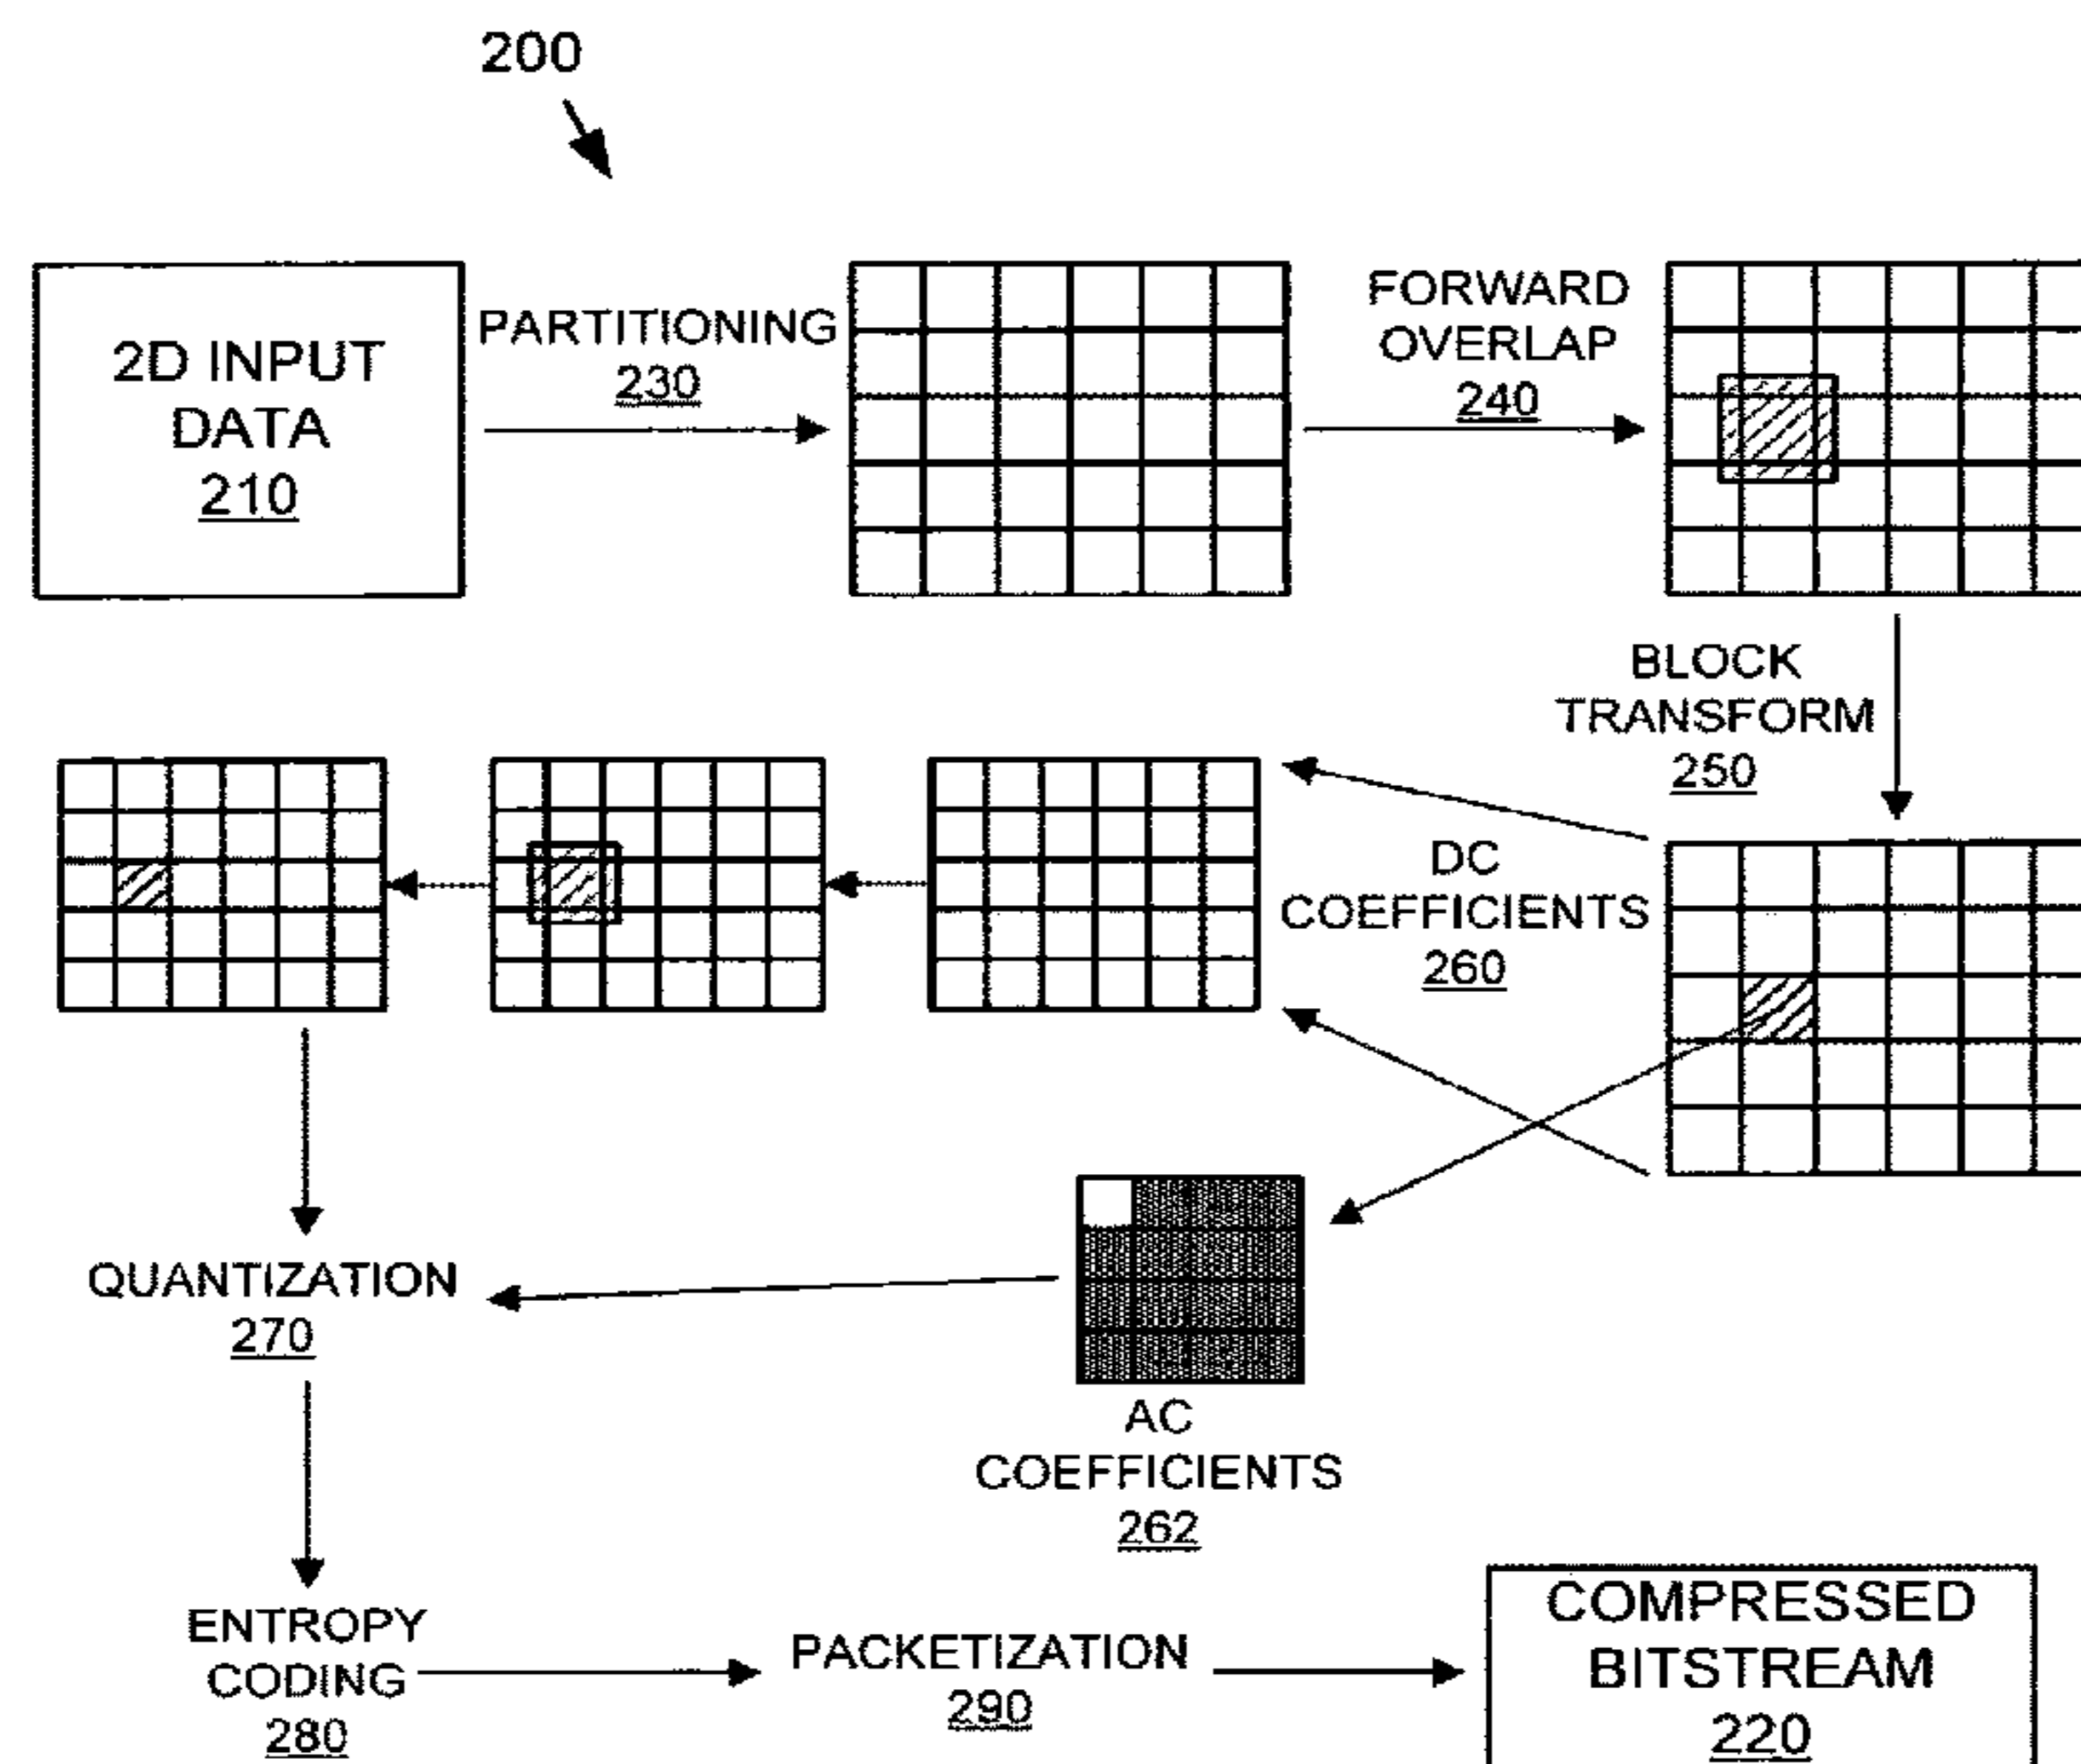 200
2D INPUT
DATA
210
PARTITIONING
230
FORWARD
OVERLAP
240
BLOCK
TRANSFORM
250
DC
COEFFICIENTS
260
AC
COEFFICIENTS
262
QUANTIZATION
270
ENTROPY
CODING
280
PACKETIZATION
290
COMPRESSED
BITSTREAM
220